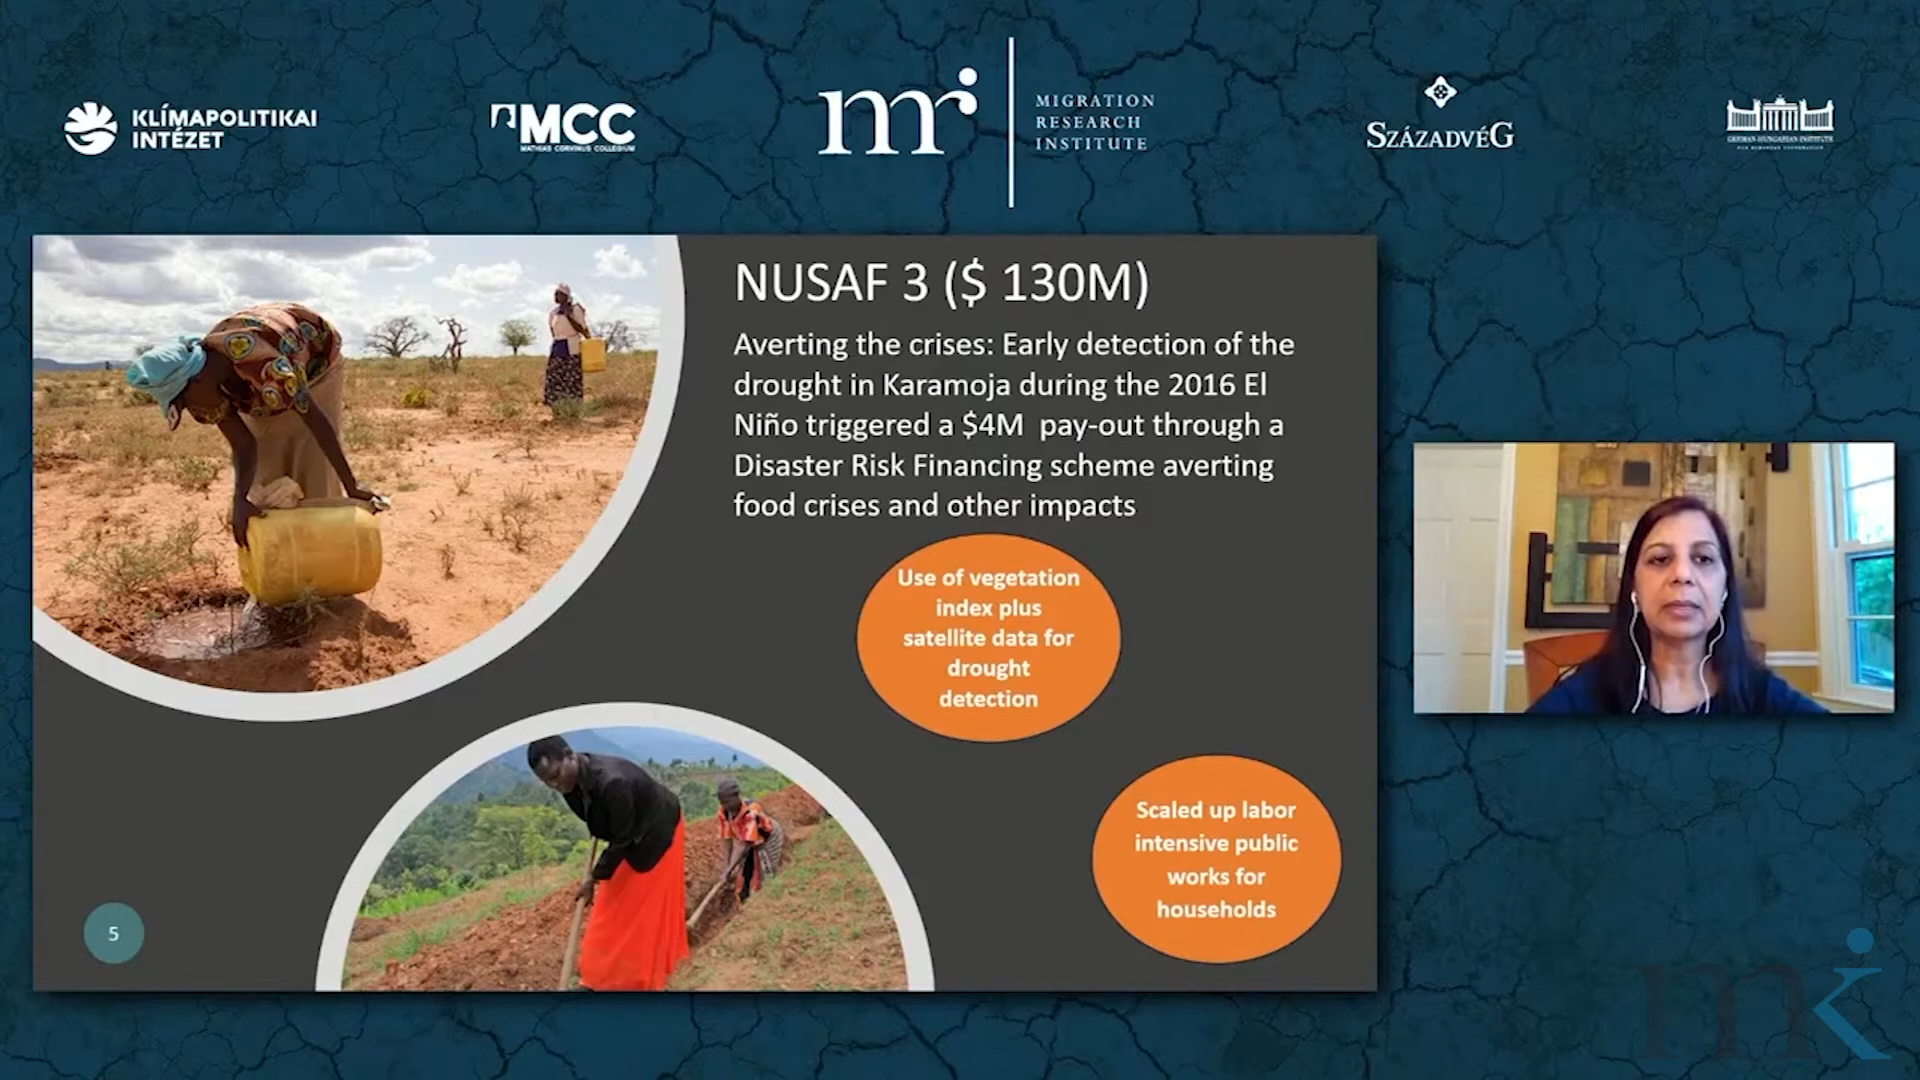 KLÍMAPOLITIKAI
INTÉZET
MCC
MATHIAS CORVINUS COLLEGIUM
mri
MIGRATION
RESEARCH
INSTITUTE
SZÁZADVÉG
GERMAN-HUNGARIAN INSTITUTE
NUSAF 3 ($ 130M)
Averting the crises: Early detection of the
drought in Karamoja during the 2016 El
Niño triggered a $4M  pay-out through a
Disaster Risk Financing scheme averting
food crises and other impacts
Use of vegetation
index plus
satellite data for
drought
detection
Scaled up labor
intensive public
works for
households
5
mki